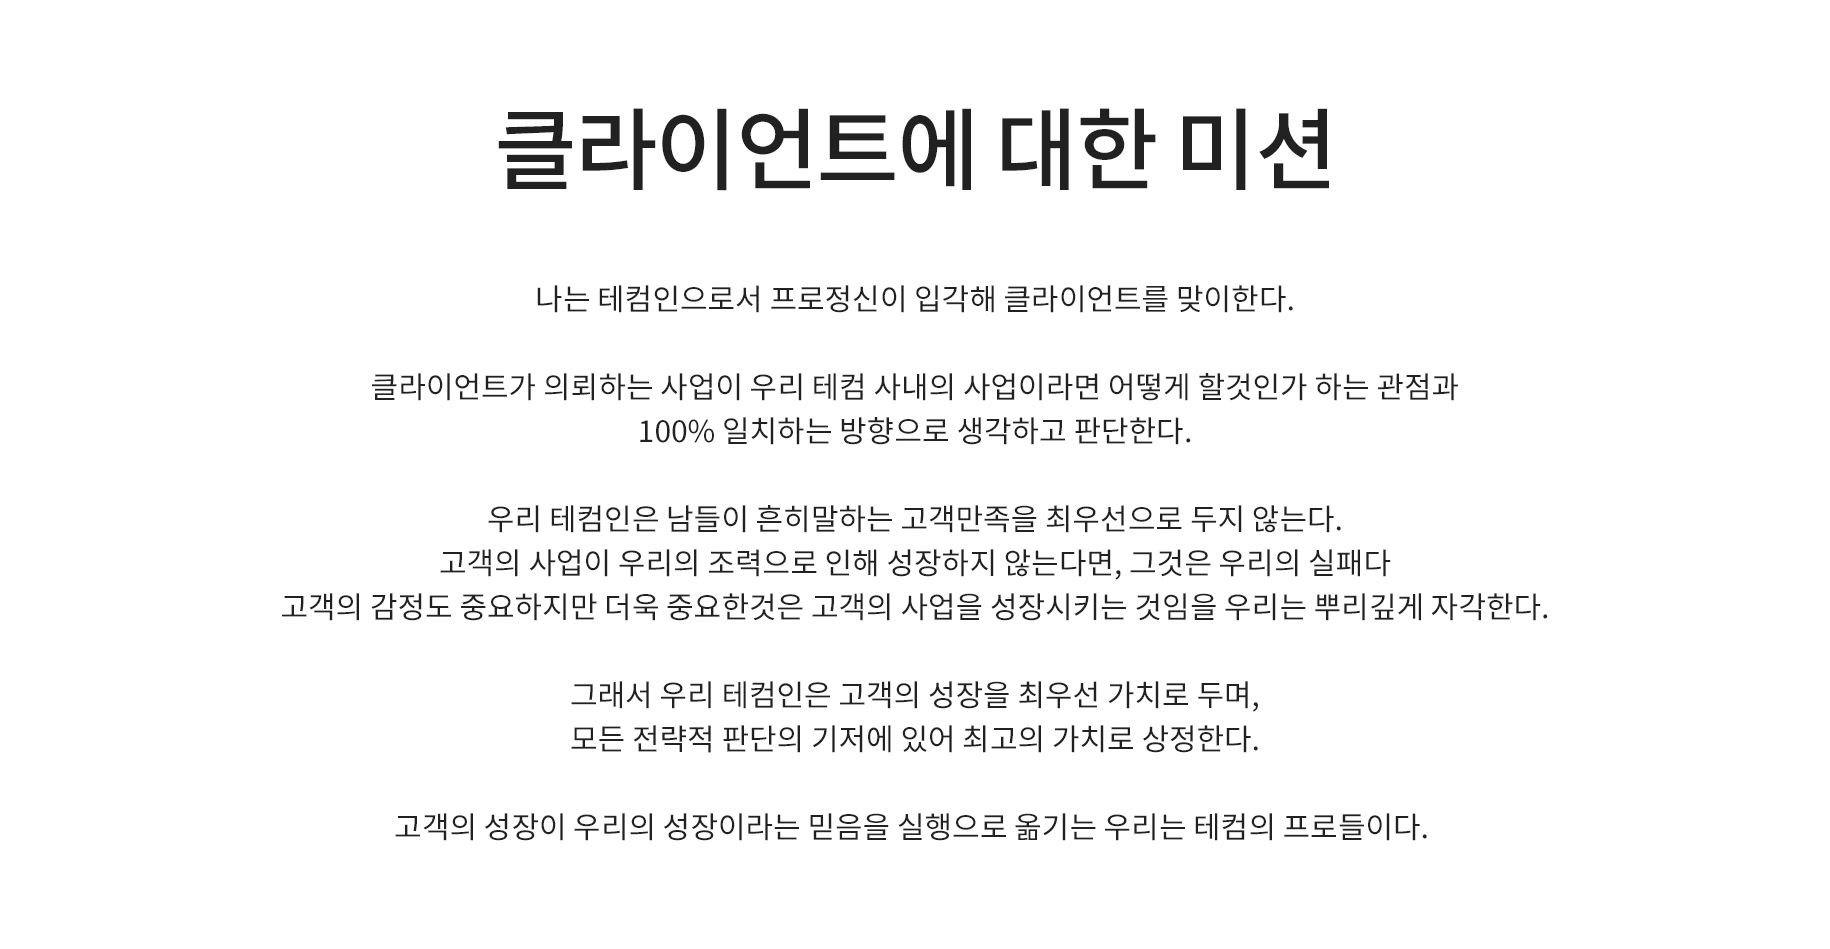 클라이언트에 대한 미션
나는 테컴인으로서 프로정신이 입각해 클라이언트를 맞이한다.
클라이언트가 의뢰하는 사업이 우리 테컴 사내의 사업이라면 어떻게 할것인가 하는 관점과
100% 일치하는 방향으로 생각하고 판단한다.
우리 테컴인은 남들이 흔히말하는 고객만족을 최우선으로 두지 않는다.
고객의 사업이 우리의 조력으로 인해 성장하지 않는다면, 그것은 우리의 실패다
고객의 감정도 중요하지만 더욱 중요한것은 고객의 사업을 성장시키는 것임을 우리는 뿌리깊게 자각한다.
그래서 우리 테컴인은 고객의 성장을 최우선 가치로 두며,
모든 전략적 판단의 기저에 있어 최고의 가치로 상정한다.
고객의 성장이 우리의 성장이라는 믿음을 실행으로 옮기는 우리는 테컴의 프로들이다.